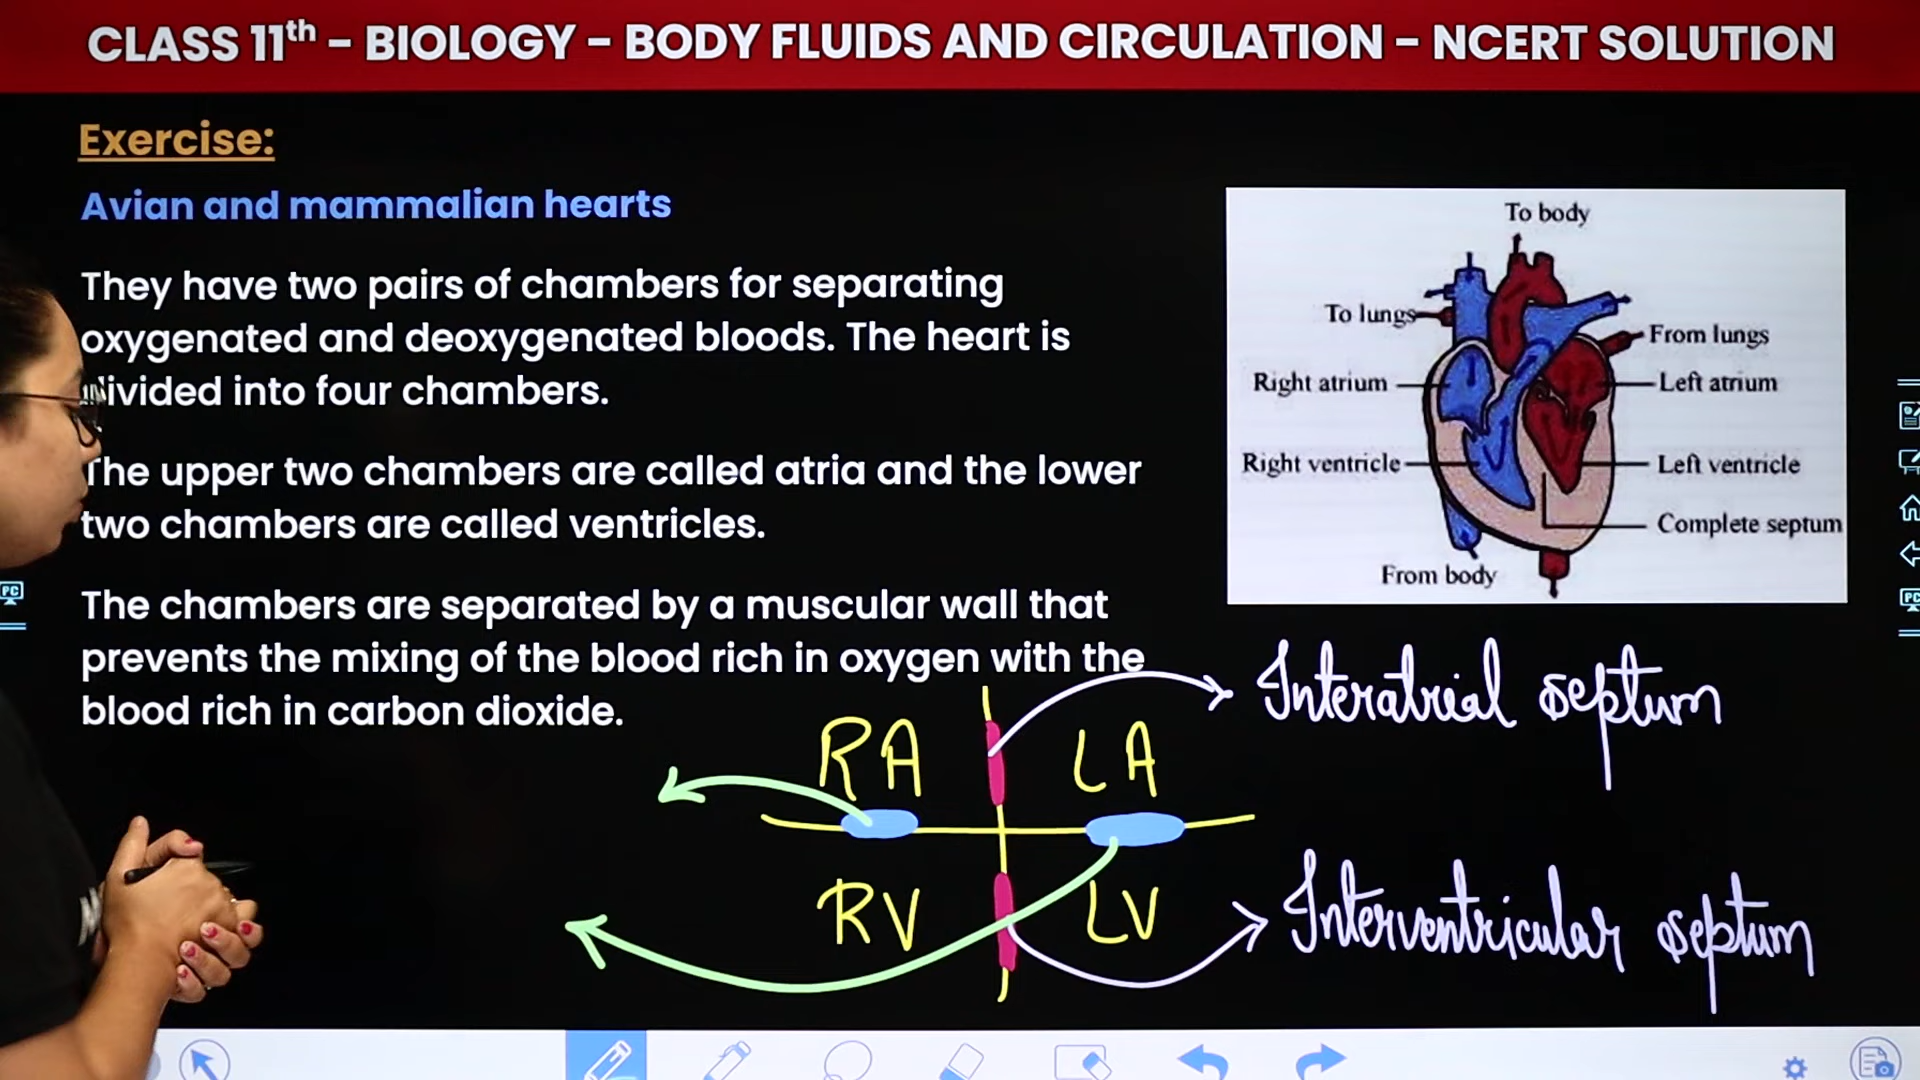 CLASS 11th - BIOLOGY - BODY FLUIDS AND CIRCULATION - NCERT SOLUTION
Exercise:
Avian and mammalian hearts
They have two pairs of chambers for separating
oxygenated and deoxygenated bloods. The heart is
divided into four chambers.
The upper two chambers are called atria and the lower
two chambers are called ventricles.
The chambers are separated by a muscular wall that
prevents the mixing of the blood rich in oxygen with the
blood rich in carbon dioxide.
To body
To lungs
From lungs
Right atrium
Left atrium
Right ventricle
Left ventricle
Complete septum
From body
Interatrial septum
RA
LA
RV
LV
Interventricular septum
PC
PC